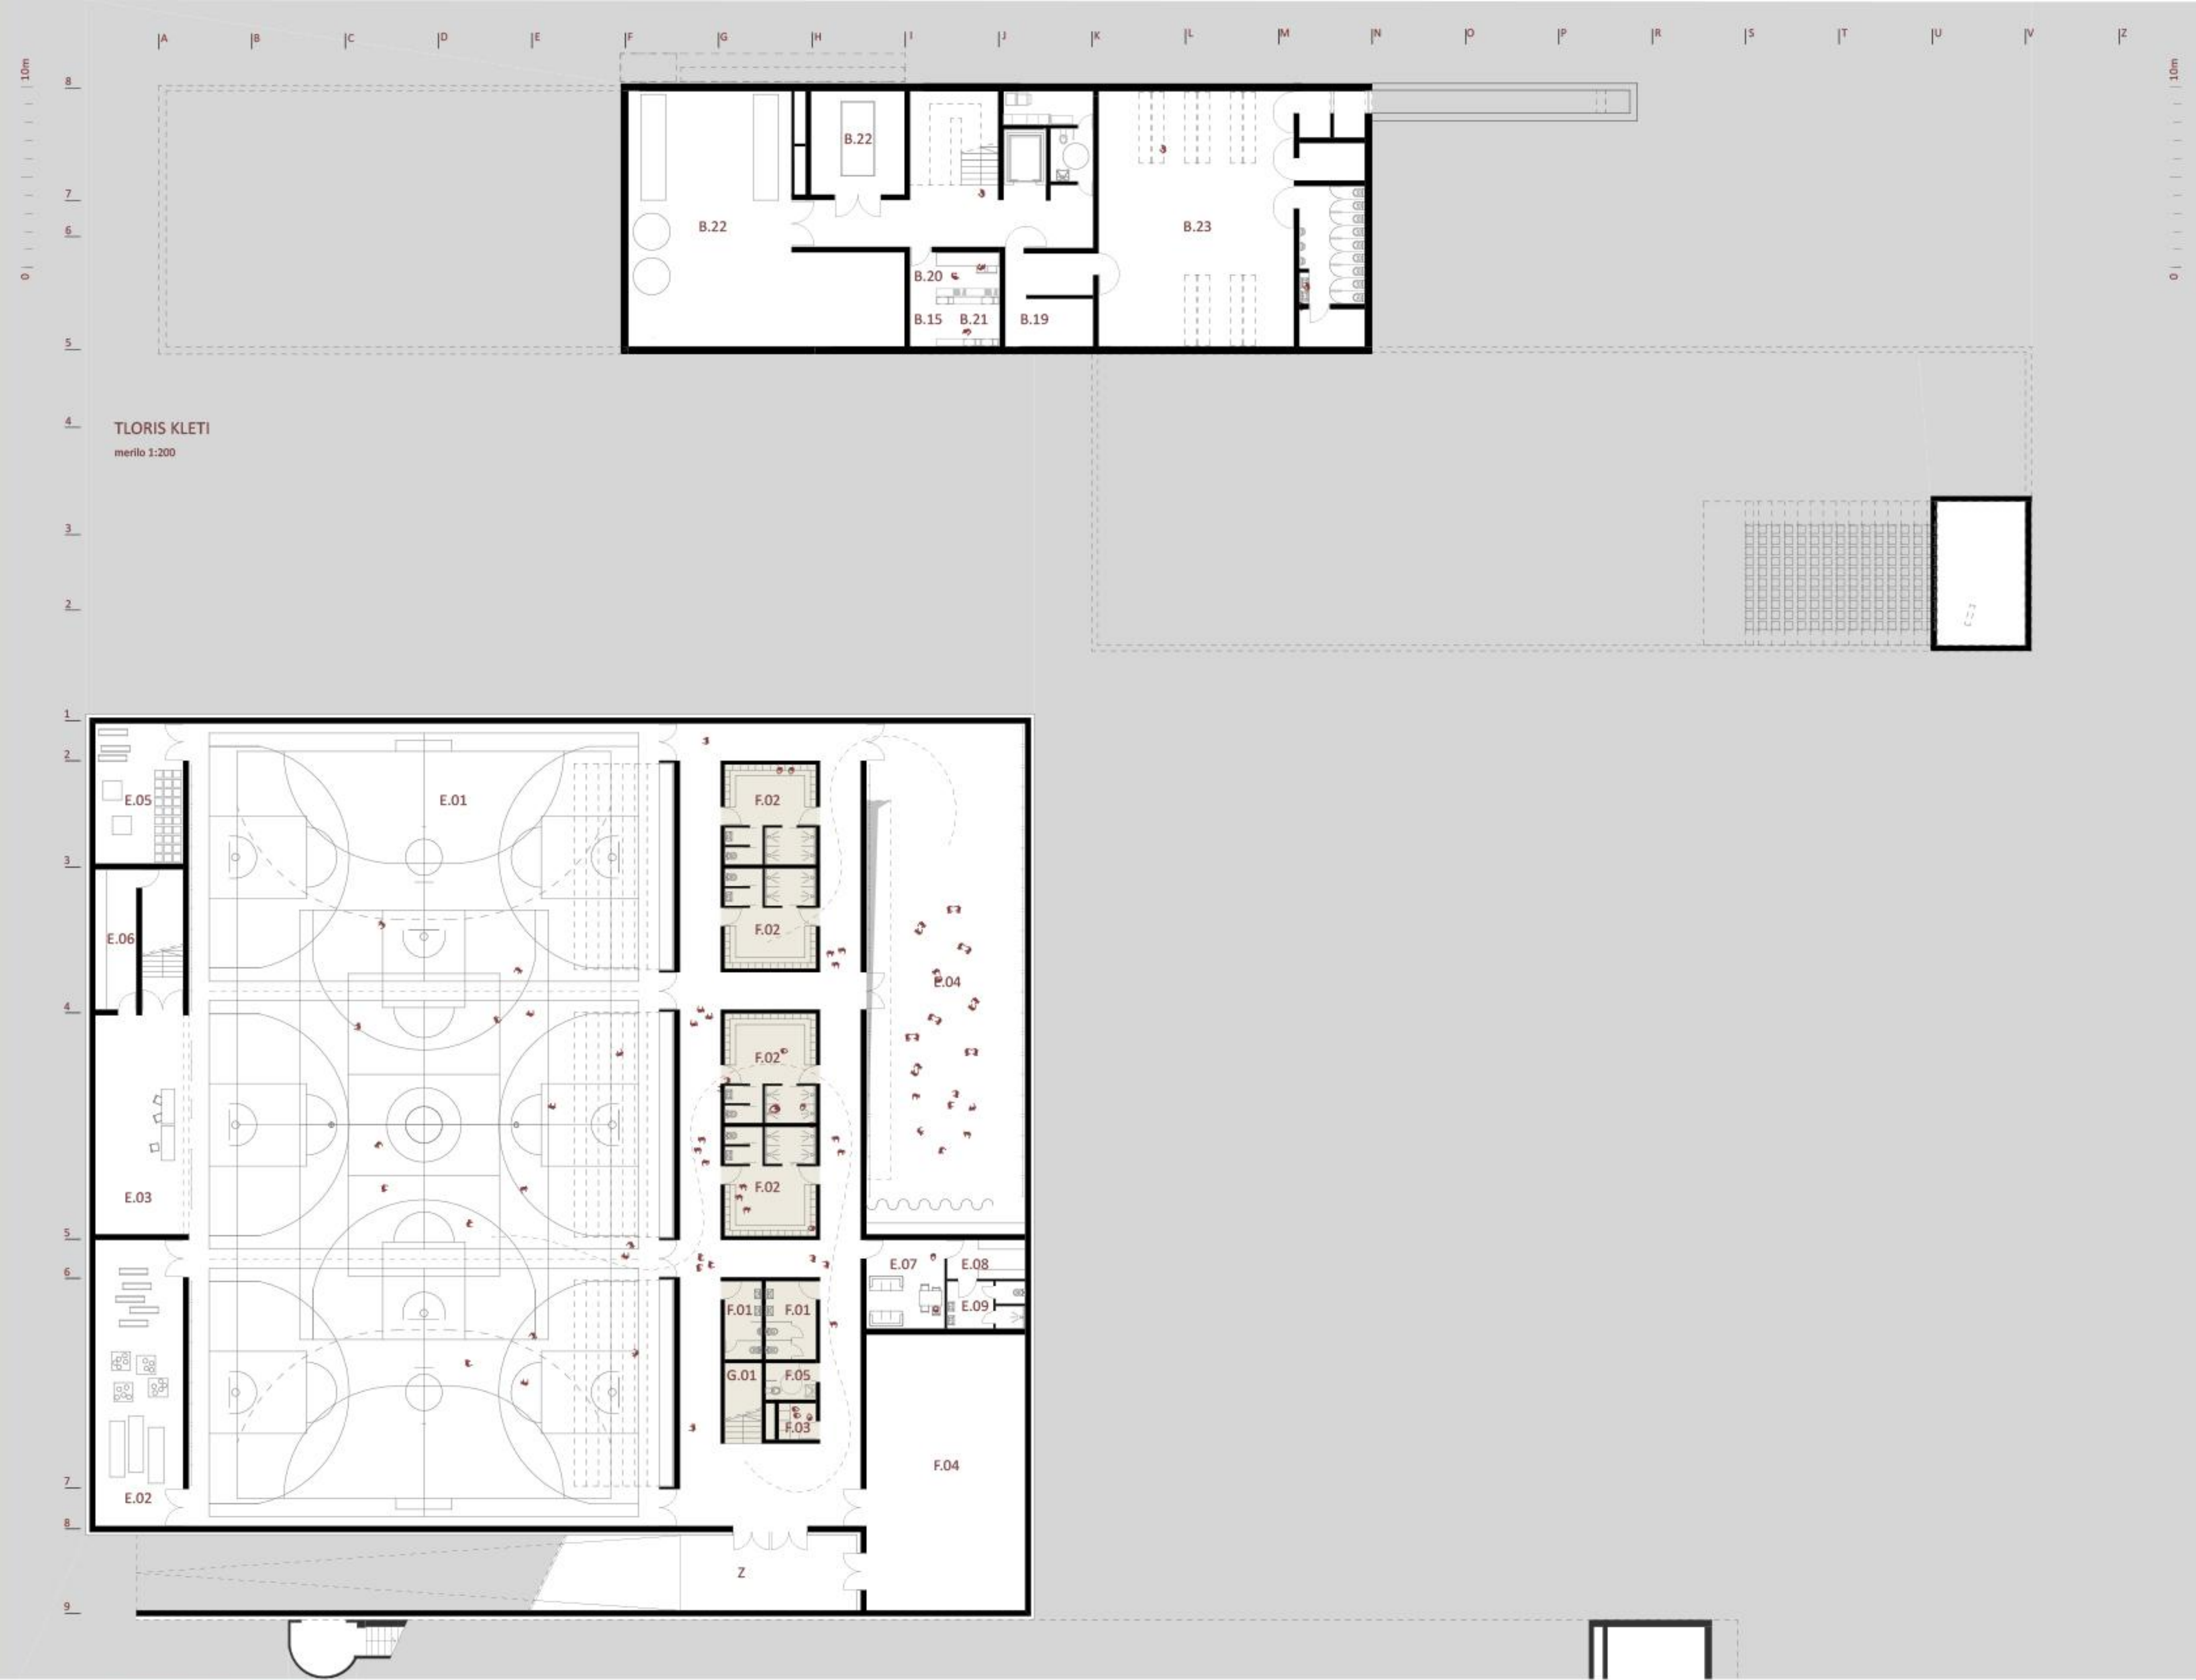 A B C D E F G H I J K L M N O P R S T U V Z
10m
0
10m
0
8
7
6
5
4
3
2
B.22
B.22
B.23
B.20
B.15 B.21 B.19
TLORIS KLETI
merilo 1:200
1
2
3
4
5
6
7
8
9
E.05
E.01
F.02
E.06
F.02
E.04
F.02
E.03
F.02
E.07
E.08
F.01
F.01
E.09
G.01
F.05
F.03
F.04
E.02
Z